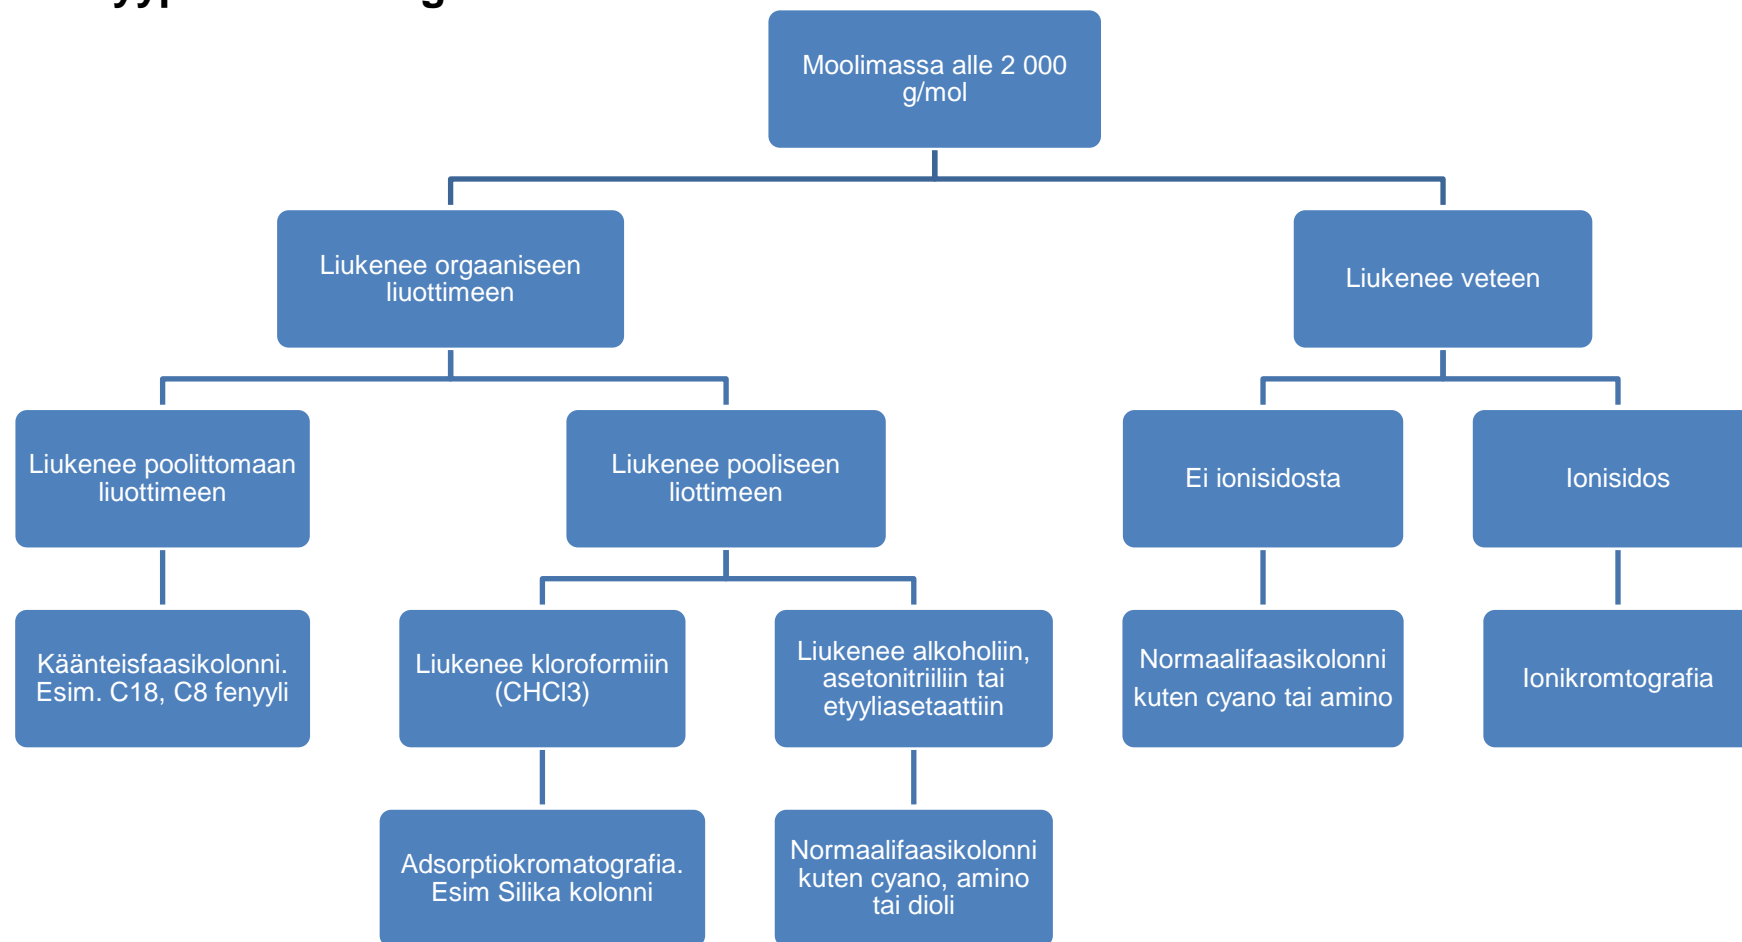 Moolimassa alle 2 000
g/mol
Liukenee orgaaniseen
liuottimeen
Liukenee veteen
Liukenee poolittomaan
liuottimeen
Liukenee pooliseen
liottimeen
Ei ionisidosta
Ionisidos
Käänteisfaasikolonni.
Esim. C18, C8 fenyyli
Liukenee kloroformiin
(CHCl3)
Liukenee alkoholiin,
asetonitriiliin tai
etyyliasetaattiin
Normaalifaasikolonni
kuten cyano tai amino
Ionikromtografia
Adsorptiokromatografia.
Esim Silika kolonni
Normaalifaasikolonni
kuten cyano, amino
tai dioli